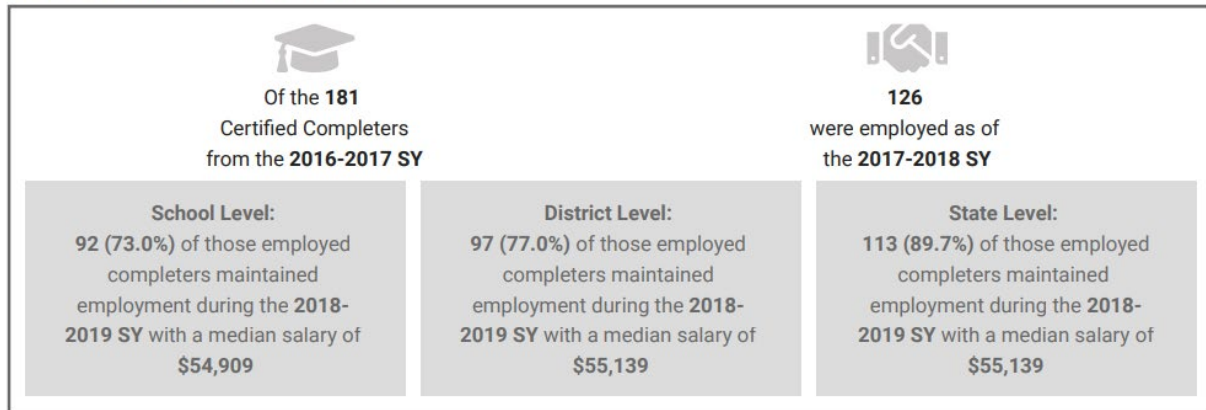 Of the 181
Certified Completers
from the 2016-2017 SY
126
were employed as of
the 2017-2018 SY
School Level:
92 (73.0%) of those employed
completers maintained
employment during the 2018-
2019 SY with a median salary of
$54,909
District Level:
97 (77.0%) of those employed
completers maintained
employment during the 2018-
2019 SY with a median salary of
$55,139
State Level:
113 (89.7%) of those employed
completers maintained
employment during the 2018-
2019 SY with a median salary of
$55,139